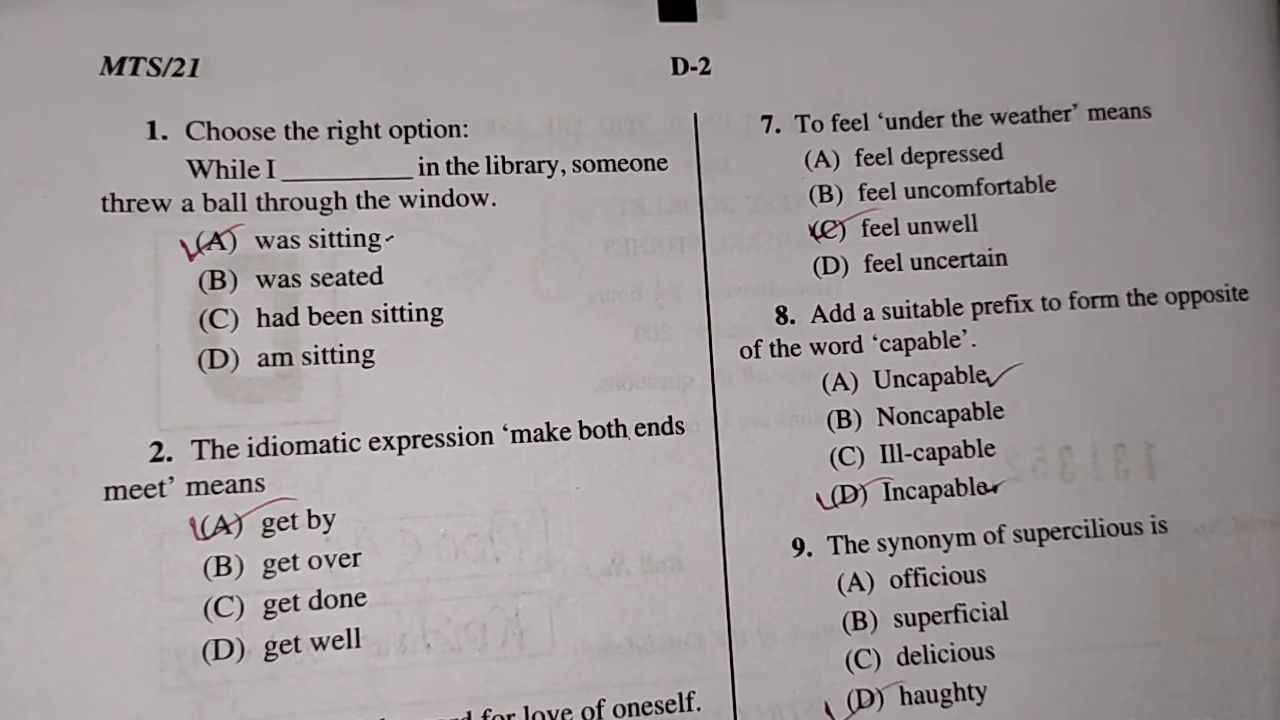 MTS/21
D-2
1. Choose the right option:
While I _________ in the library, someone
threw a ball through the window.
(A) was sitting
(B) was seated
(C) had been sitting
(D) am sitting
2. The idiomatic expression ‘make both ends
meet’ means
(A) get by
(B) get over
(C) get done
(D) get well
for love of oneself.
7. To feel ‘under the weather’ means
(A) feel depressed
(B) feel uncomfortable
(C) feel unwell
(D) feel uncertain
8. Add a suitable prefix to form the opposite
of the word ‘capable’.
(A) Uncapable
(B) Noncapable
(C) Ill-capable
(D) Incapable
9. The synonym of supercilious is
(A) officious
(B) superficial
(C) delicious
(D) haughty